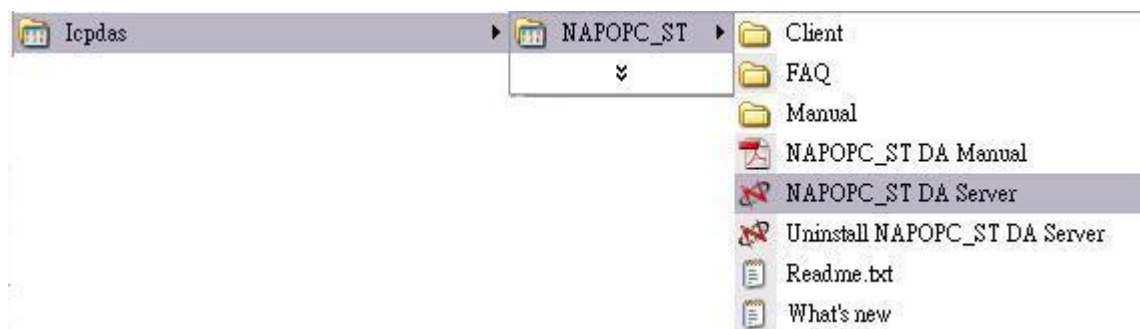 Icpdas
NAPOPC_ST
Client
FAQ
Manual
NAPOPC_ST DA Manual
NAPOPC_ST DA Server
Uninstall NAPOPC_ST DA Server
Readme.txt
What's new